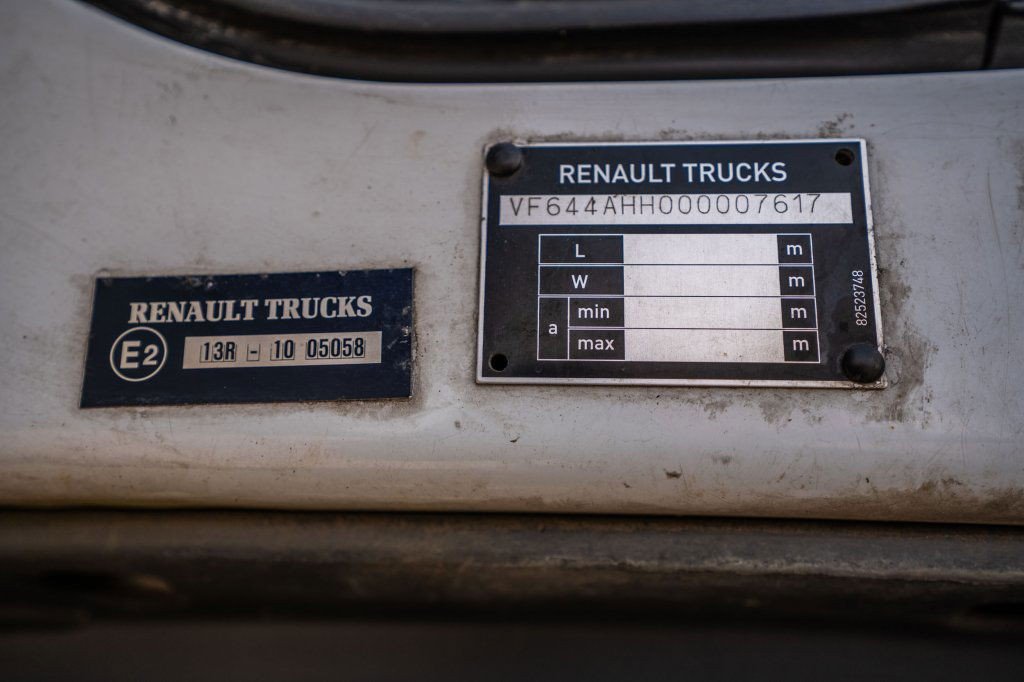 RENAULT TRUCKS
E2 13R - 10 05058
RENAULT TRUCKS
VF644AHH000007617
L m
W m
a min m
max m
82523748